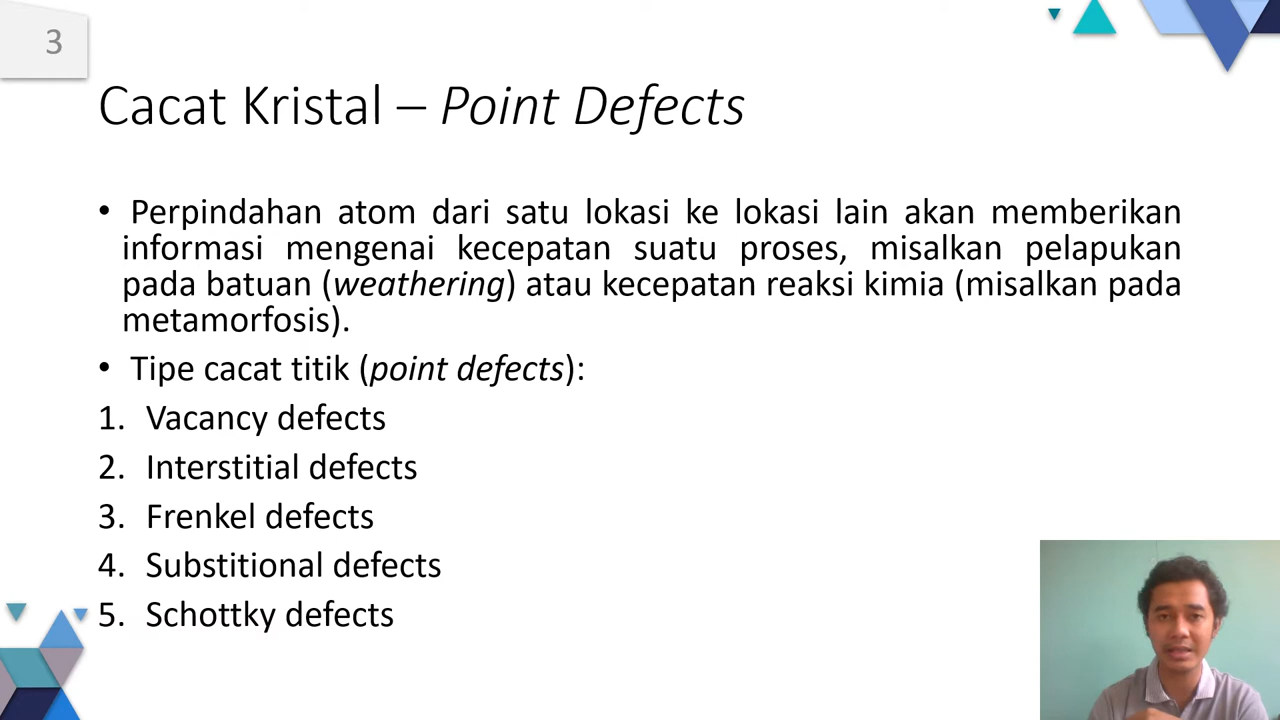 3
Cacat Kristal – Point Defects
• Perpindahan atom dari satu lokasi ke lokasi lain akan memberikan
informasi mengenai kecepatan suatu proses, misalkan pelapukan
pada batuan (weathering) atau kecepatan reaksi kimia (misalkan pada
metamorfosis).
• Tipe cacat titik (point defects):
1. Vacancy defects
2. Interstitial defects
3. Frenkel defects
4. Substitional defects
5. Schottky defects